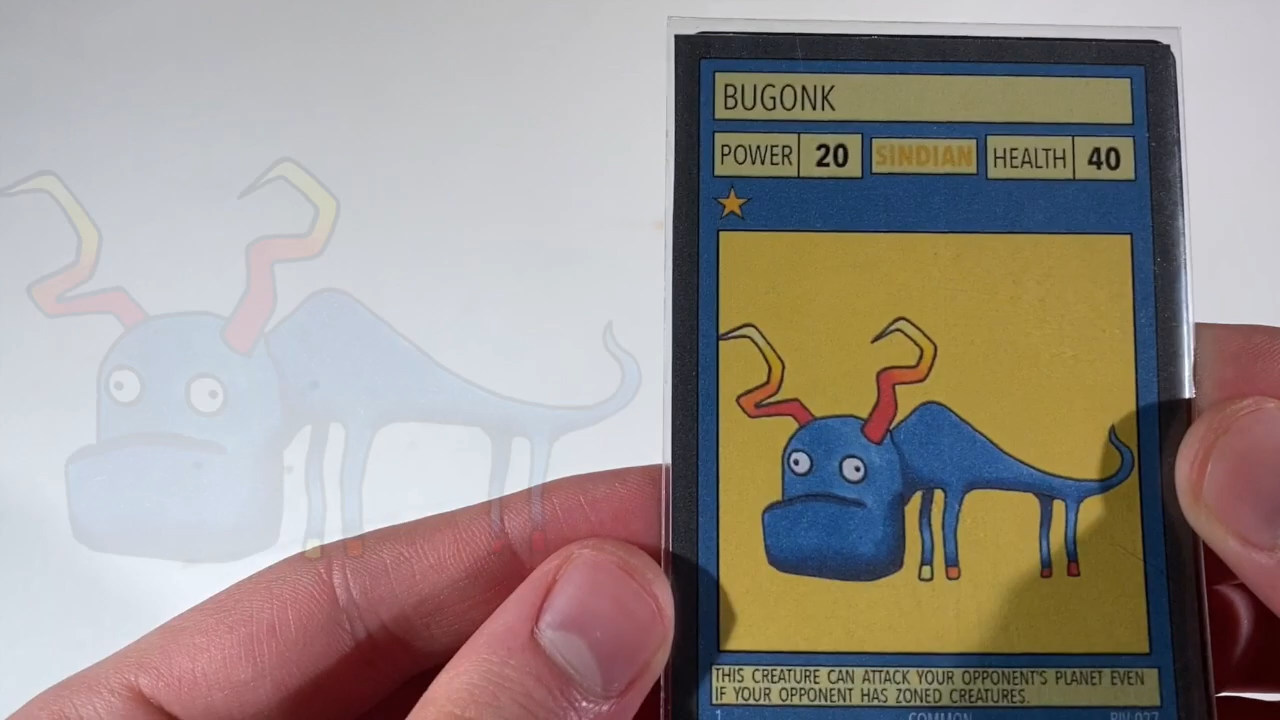 BUGONK
POWER 20 SINDIAN HEALTH 40
THIS CREATURE CAN ATTACK YOUR OPPONENT'S PLANET EVEN
IF YOUR OPPONENT HAS ZONED CREATURES.
1 COMMON